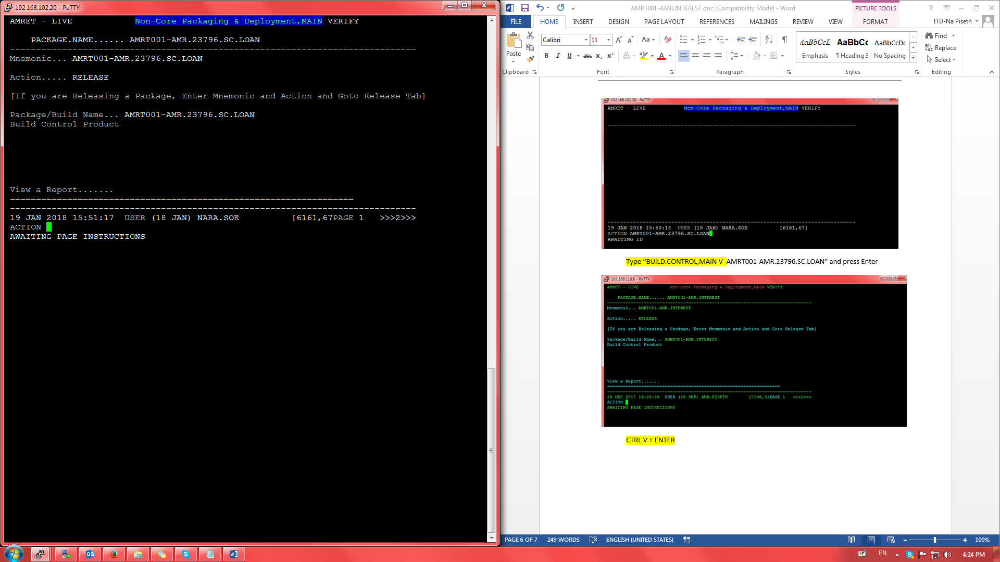 192.168.102.20 - PuTTY
AMRET - LIVE Non-Core Packaging & Deployment,MAIN VERIFY
PACKAGE.NAME...... AMRT001-AMR.23796.SC.LOAN
------------------------------------------------------------------------------
Mnemonic... AMRT001-AMR.23796.SC.LOAN
Action..... RELEASE
[If you are Releasing a Package, Enter Mnemonic and Action and Goto Release Tab]
Package/Build Name... AMRT001-AMR.23796.SC.LOAN
Build Control Product
View a Report.......
==================================================================
------------------------------------------------------------------------------
19 JAN 2018 15:51:17 USER (18 JAN) NARA.SOK [6161,67PAGE 1 >>>2>>>
ACTION
AWAITING PAGE INSTRUCTIONS
AMRT001-AMR.INTEREST.doc [Compatibility Mode] - Word
PICTURE TOOLS
FILE HOME INSERT DESIGN PAGE LAYOUT REFERENCES MAILINGS REVIEW VIEW FORMAT
ITD-Na Piseth
Paste
Calibri 11
AaBbCcL AaBbCc AaBbCcDc
Emphasis ¶ Heading 3 No Spacing
Find
Replace
Select
Clipboard Font Paragraph Styles Editing
192.168.102.20 - PuTTY
AMRET - LIVE Non-Core Packaging & Deployment,MAIN VERIFY
------------------------------------------------------------------------------
------------------------------------------------------------------------------
19 JAN 2018 15:50:14 USER (18 JAN) NARA.SOK [6161,67]
ACTION AMRT001-AMR.23796.SC.LOAN
AWAITING ID
Type “BUILD.CONTROL,MAIN V AMRT001-AMR.23796.SC.LOAN” and press Enter
192.168.110.6 - PuTTY
AMRET - LIVE Non-Core Packaging & Deployment,MAIN VERIFY
PACKAGE.NAME...... AMRT001-AMR.INTEREST
------------------------------------------------------------------------------
Mnemonic... AMRT001-AMR.INTEREST
Action..... RELEASE
[If you are Releasing a Package, Enter Mnemonic and Action and Goto Release Tab]
Package/Build Name... AMRT001-AMR.INTEREST
Build Control Product
View a Report.......
==================================================================
------------------------------------------------------------------------------
29 DEC 2017 16:28:59 USER (18 SEP) AMR.PISETH [7136,3]PAGE 1 >>>2>>>
ACTION
AWAITING PAGE INSTRUCTIONS
CTRL V + ENTER
PAGE 6 OF 7 249 WORDS ENGLISH (UNITED STATES) 100%
EN 4:24 PM